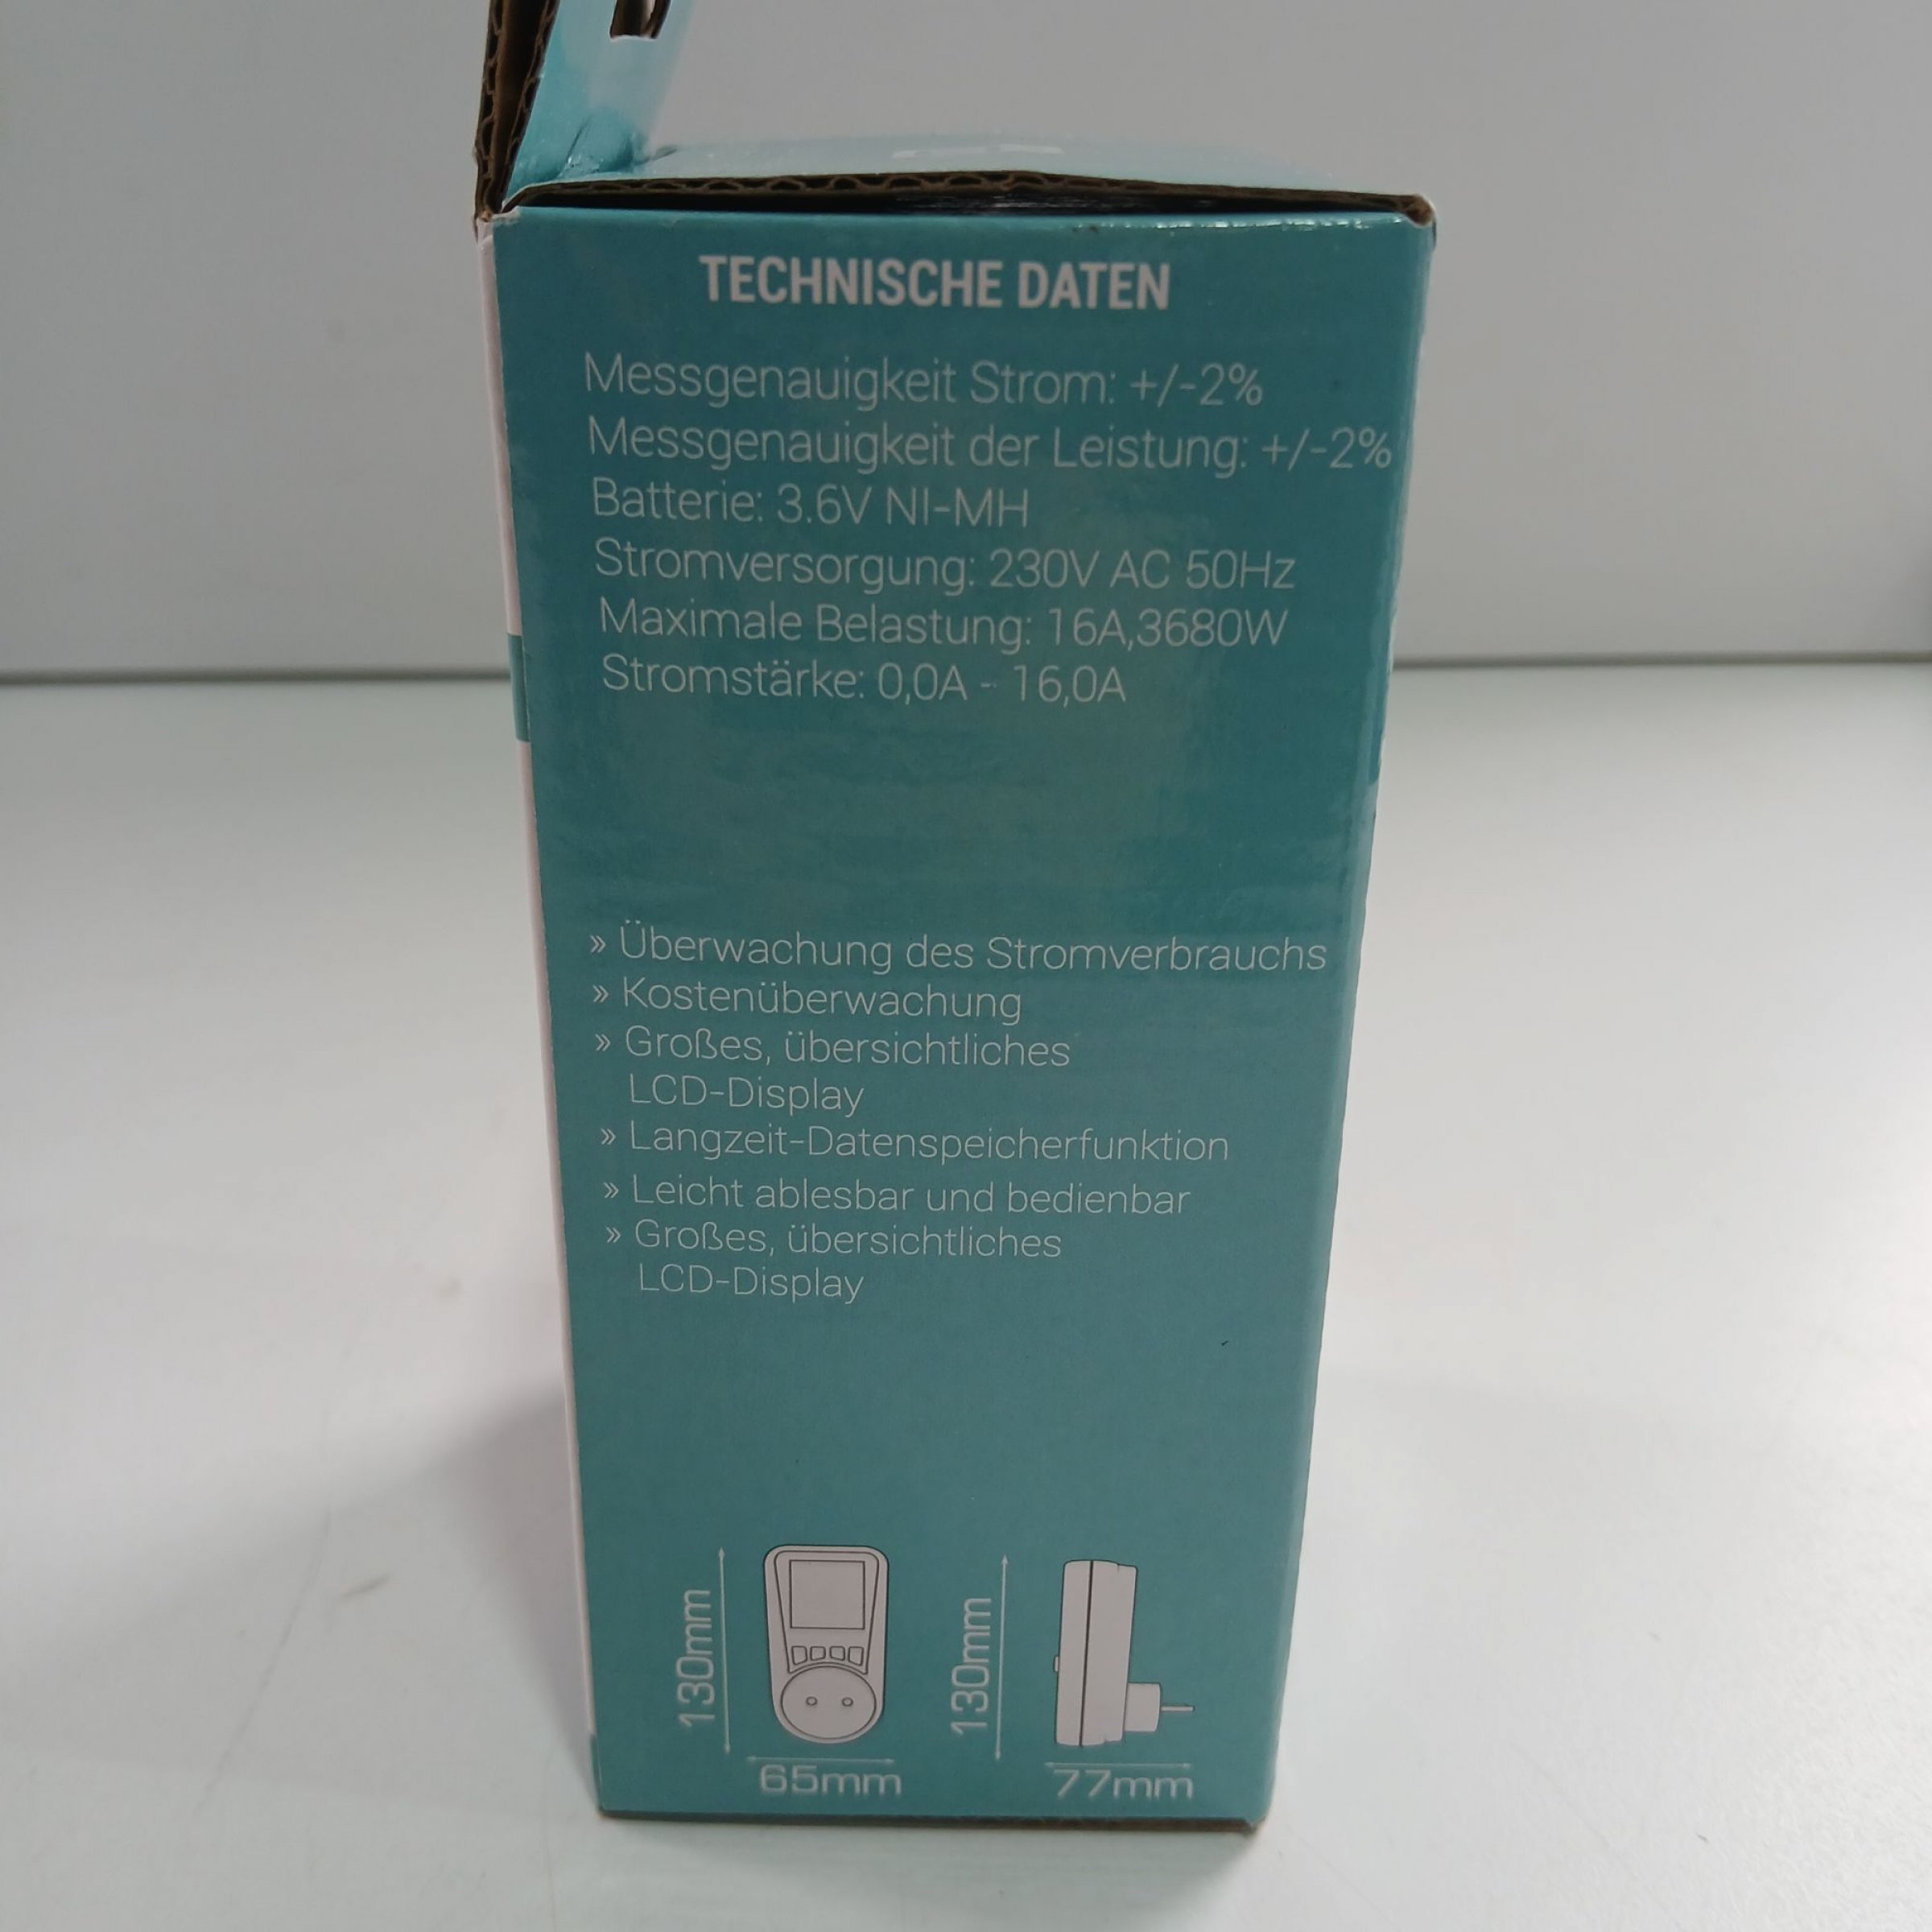 TECHNISCHE DATEN
Messgenauigkeit Strom: +/-2%
Messgenauigkeit der Leistung: +/-2%
Batterie: 3.6V NI-MH
Stromversorgung: 230V AC 50Hz
Maximale Belastung: 16A,3680W
Stromstärke: 0,0A - 16,0A
» Überwachung des Stromverbrauchs
» Kostenüberwachung
» Großes, übersichtliches
LCD-Display
» Langzeit-Datenspeicherfunktion
» Leicht ablesbar und bedienbar
» Großes, übersichtliches
LCD-Display
130mm
65mm
130mm
77mm